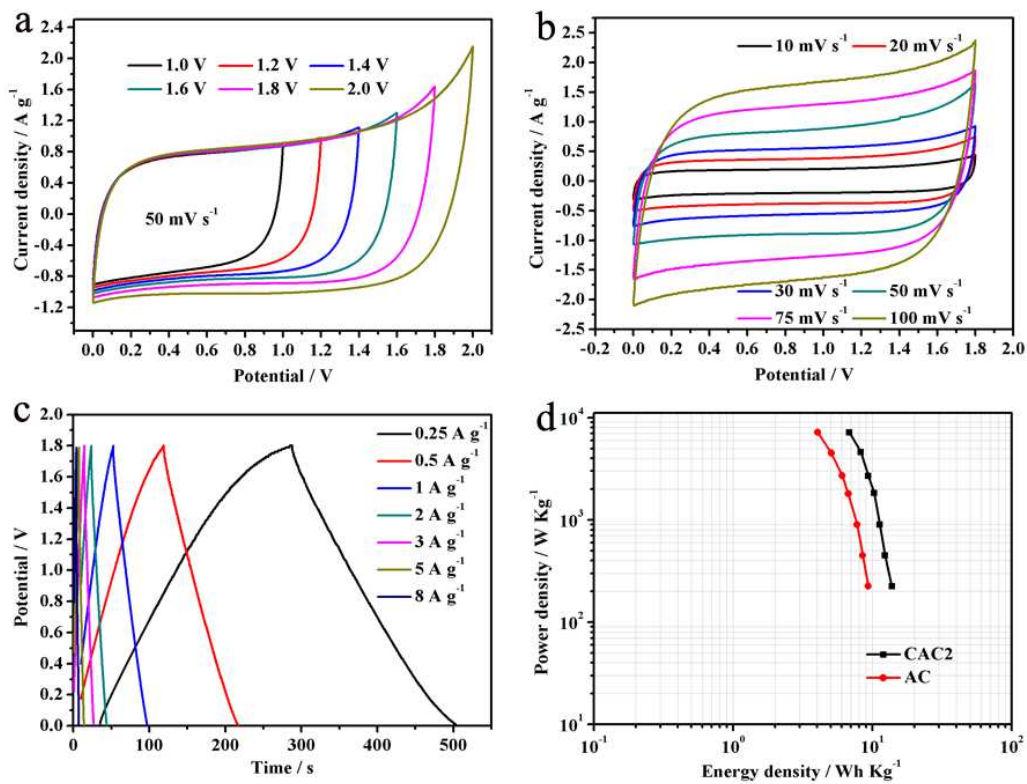 a
2.4
2.0
1.6
1.2
0.8
0.4
0.0
-0.4
-0.8
-1.2
Current density / A g⁻¹
1.0 V 1.2 V 1.4 V
1.6 V 1.8 V 2.0 V
50 mV s⁻¹
0.0 0.2 0.4 0.6 0.8 1.0 1.2 1.4 1.6 1.8 2.0
Potential / V
b
2.5
2.0
1.5
1.0
0.5
0.0
-0.5
-1.0
-1.5
-2.0
-2.5
Current density / A g⁻¹
10 mV s⁻¹ 20 mV s⁻¹
30 mV s⁻¹ 50 mV s⁻¹
75 mV s⁻¹ 100 mV s⁻¹
-0.2 0.0 0.2 0.4 0.6 0.8 1.0 1.2 1.4 1.6 1.8 2.0
Potential / V
c
2.0
1.8
1.6
1.4
1.2
1.0
0.8
0.6
0.4
0.2
0.0
Potential / V
0.25 A g⁻¹
0.5 A g⁻¹
1 A g⁻¹
2 A g⁻¹
3 A g⁻¹
5 A g⁻¹
8 A g⁻¹
0 100 200 300 400 500
Time / s
d
10⁴
10³
10²
10¹
Power density / W Kg⁻¹
CAC2
AC
10⁻¹ 10⁰ 10¹ 10²
Energy density / Wh Kg⁻¹